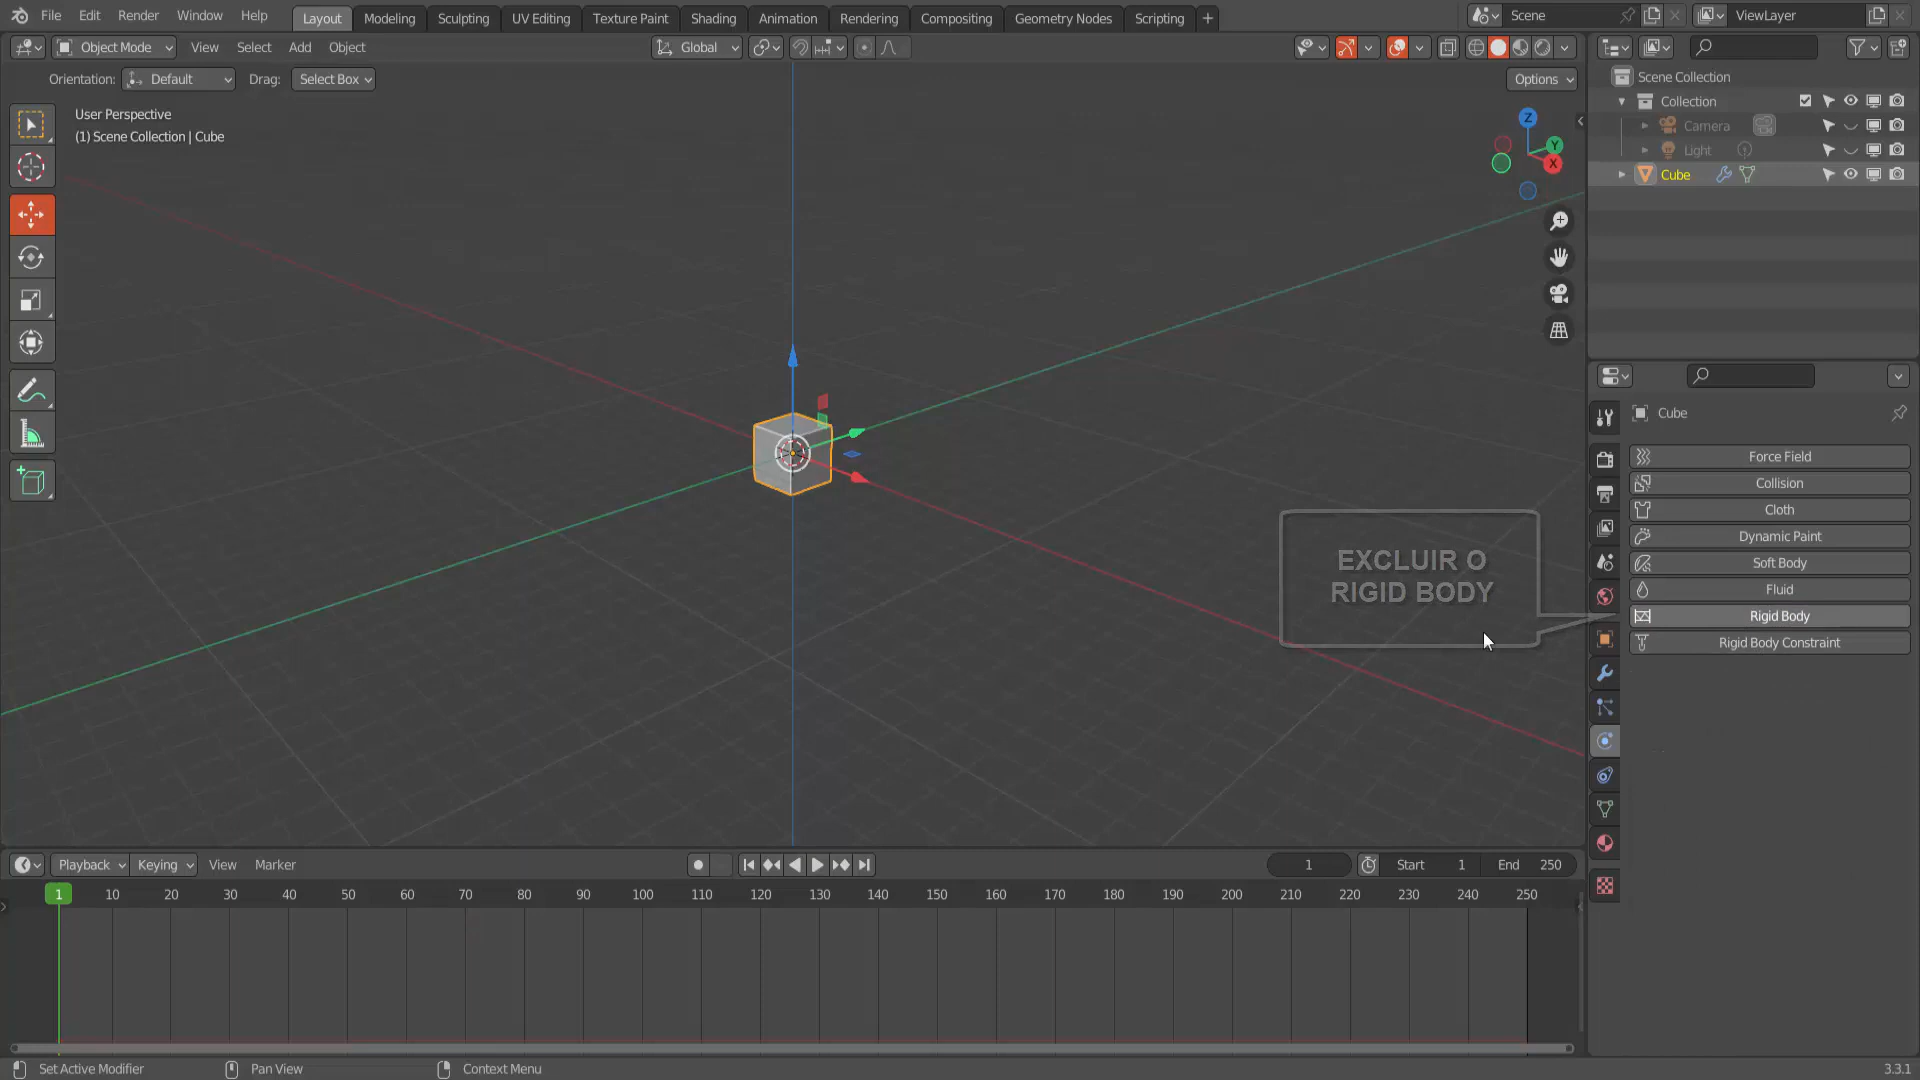 File Edit Render Window Help Layout Modeling Sculpting UV Editing Texture Paint Shading Animation Rendering Compositing Geometry Nodes Scripting + Scene ViewLayer
Object Mode View Select Add Object Global
Orientation: Default Drag: Select Box Options
User Perspective
(1) Scene Collection | Cube
Z
Y
X
Scene Collection
Collection
Camera
Light
Cube
Cube
Force Field
Collision
Cloth
Dynamic Paint
Soft Body
Fluid
Rigid Body
Rigid Body Constraint
EXCLUIR O
RIGID BODY
Playback Keying View Marker 1 Start 1 End 250
1 10 20 30 40 50 60 70 80 90 100 110 120 130 140 150 160 170 180 190 200 210 220 230 240 250
Set Active Modifier Pan View Context Menu 3.3.1